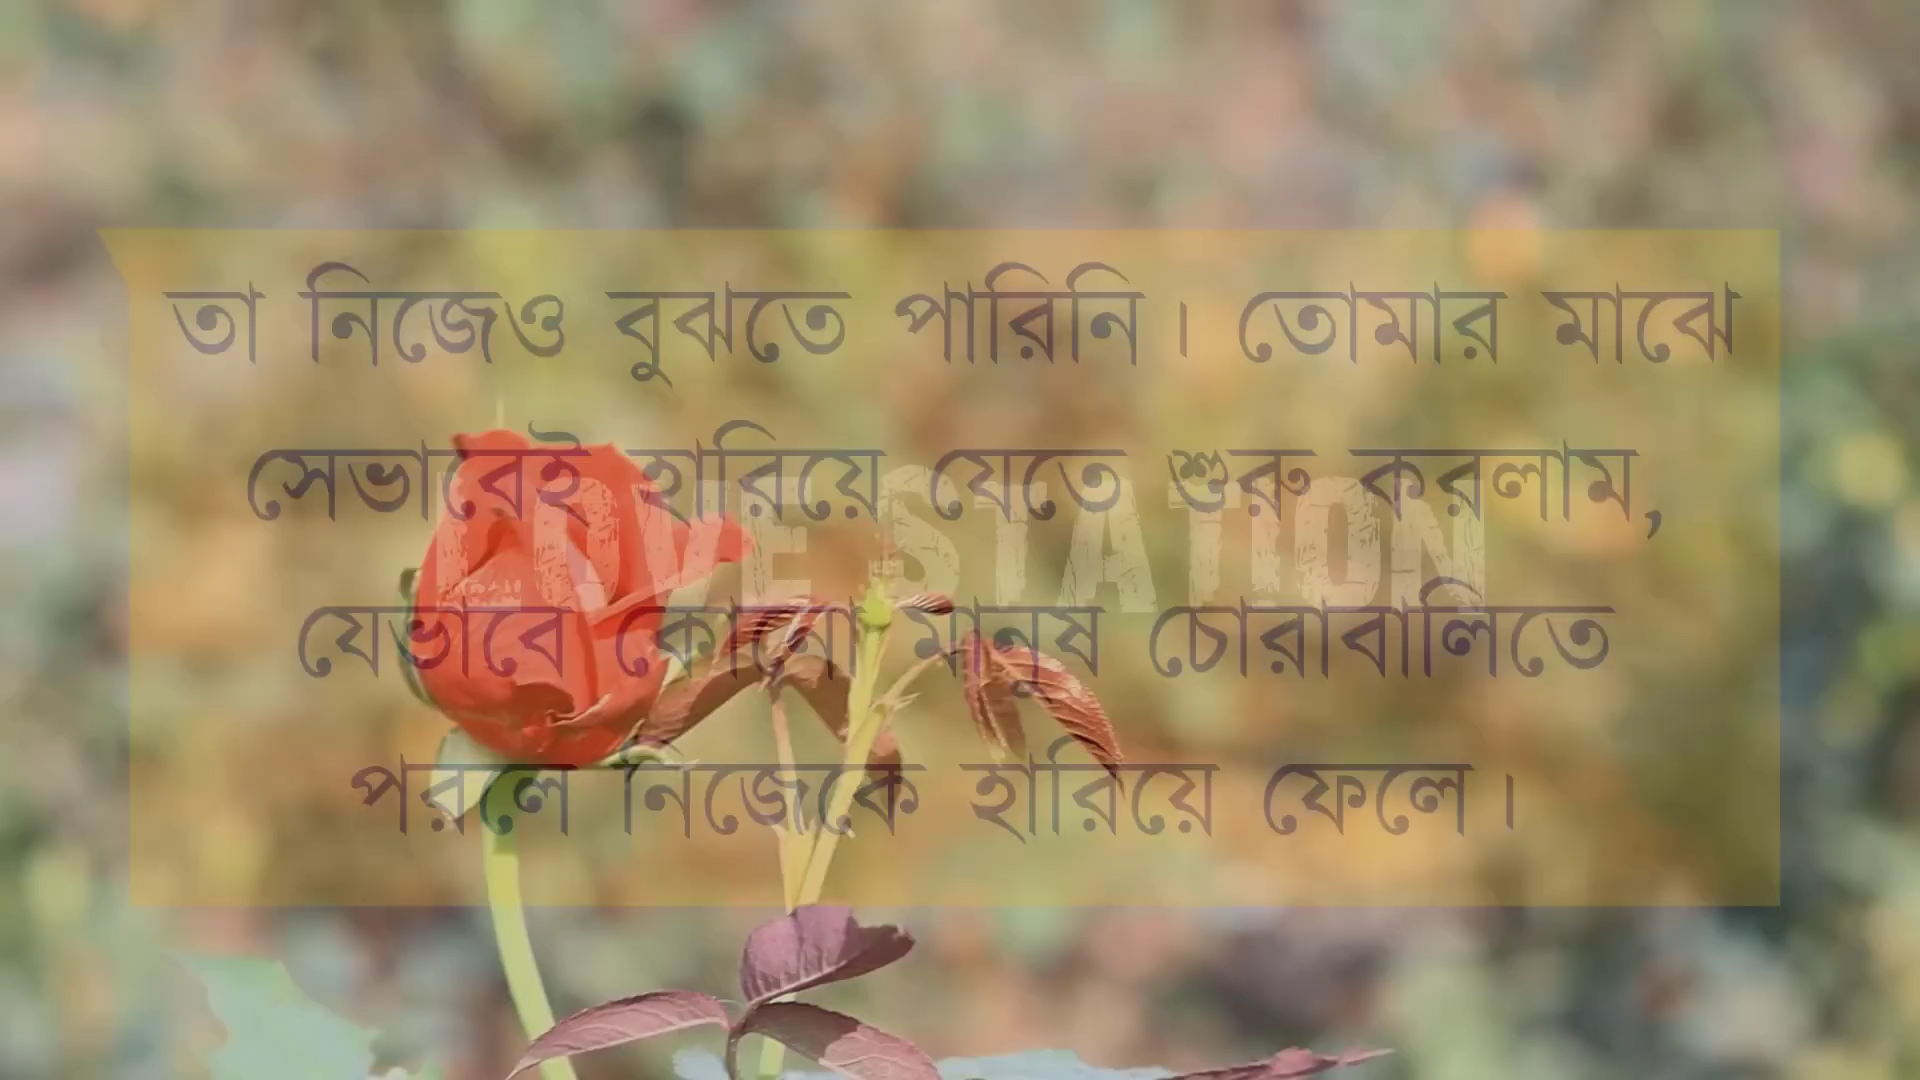 তা নিজেও বুঝতে পারিনি। তোমার মাঝে
সেভাবেই হারিয়ে যেতে শুরু করলাম,
LOVE STATION
যেভাবে কোনো মানুষ চোরাবালিতে
পরলে নিজেকে হারিয়ে ফেলে।